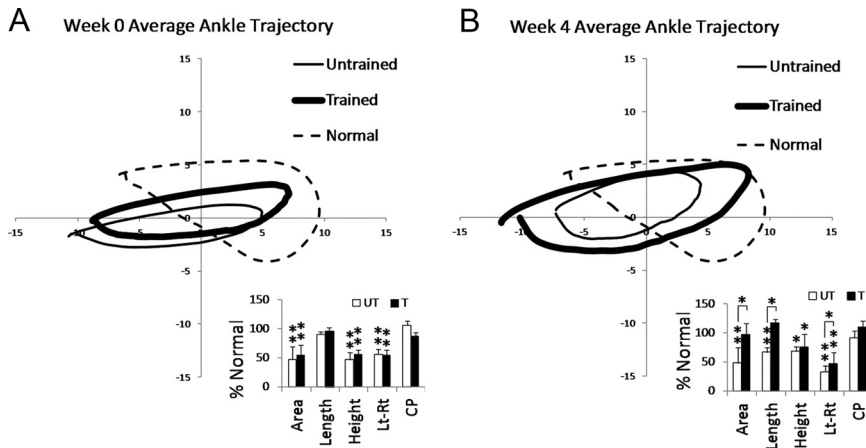 A
Week 0 Average Ankle Trajectory
15
Untrained
10
Trained
Normal
5
-15
-10
0
5
10
15
-5
-10
-15
% Normal
150
100
50
0
UT
T
**
**
**
**
**
**
Area
Length
Height
Lt-Rt
CP
B
Week 4 Average Ankle Trajectory
15
Untrained
10
Trained
Normal
5
-15
-10
-5
0
5
10
15
-5
-10
-15
% Normal
150
100
50
0
UT
T
*
*
*
**
**
*
*
***
**
Area
Length
Height
Lt-Rt
CP